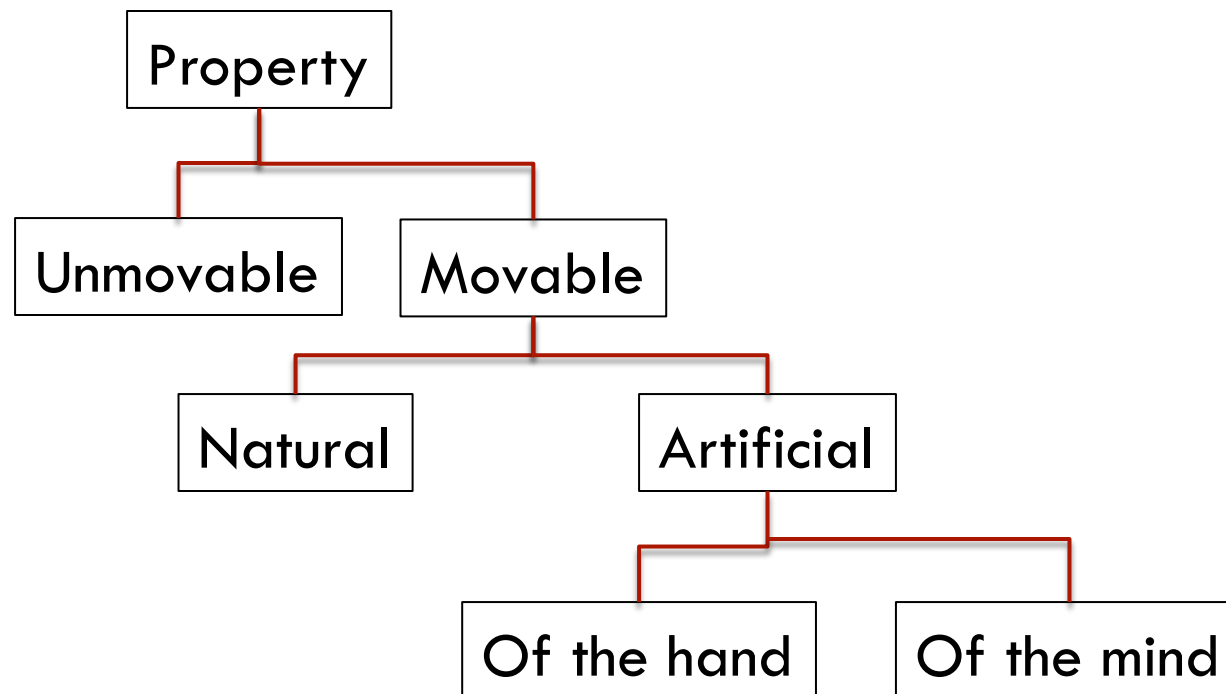 Property
Unmovable
Movable
Natural
Artificial
Of the hand
Of the mind